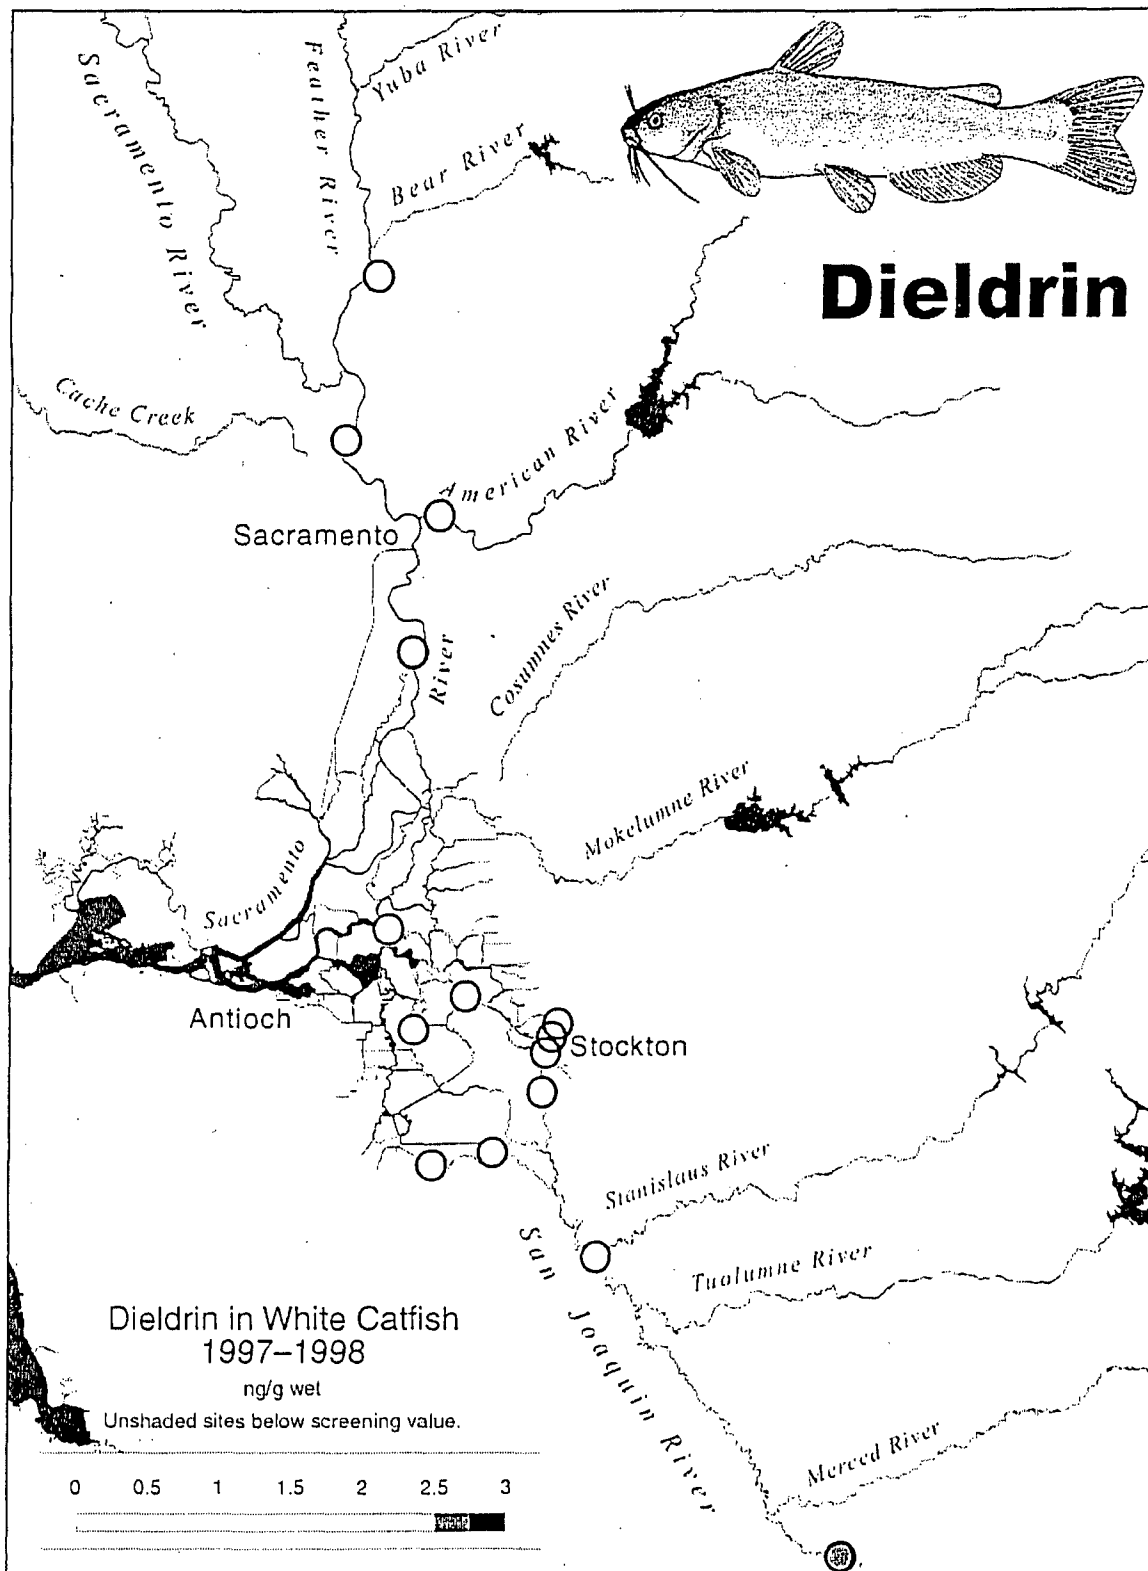 Sacramento River
Feather River
Yuba River
Bear River
Dieldrin
Cache Creek
American River
Sacramento
Cosumnes River
River
Mokelumne River
Sacramento
Antioch
Stockton
Stanislaus River
San Joaquin River
Tuolumne River
Merced River
Dieldrin in White Catfish
1997–1998
ng/g wet
Unshaded sites below screening value.
0 0.5 1 1.5 2 2.5 3